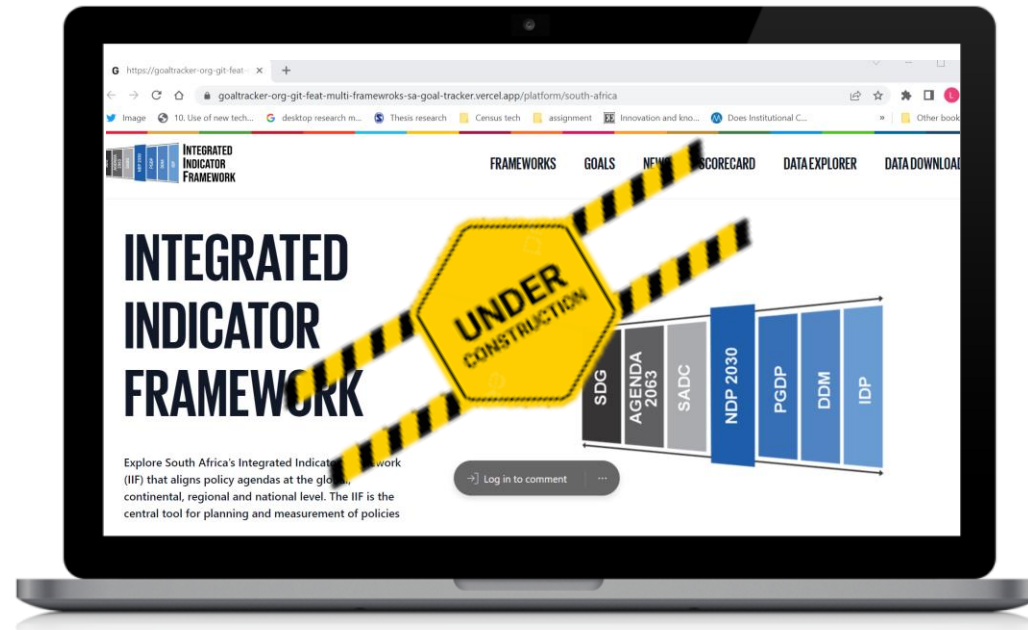 G https://goaltracker-org-git-feat-
goaltracker-org-git-feat-multi-framewroks-sa-goal-tracker.vercel.app/platform/south-africa
Image 10. Use of new tech... desktop research m... Thesis research Census tech assignment Innovation and kno... Does Institutional C... » Other book
INTEGRATED
INDICATOR
FRAMEWORK
FRAMEWORKS GOALS SCORECARD DATA EXPLORER DATA DOWNLOAD
INTEGRATED
INDICATOR
FRAMEWORK
UNDER
CONSTRUCTION
SDG
AGENDA
2063
SADC
NDP 2030
PGDP
DDM
IDP
Explore South Africa's Integrated
(IIF) that aligns policy agendas at the
continental, regional and national level. The IIF is the
central tool for planning and measurement of policies
Log in to comment ...